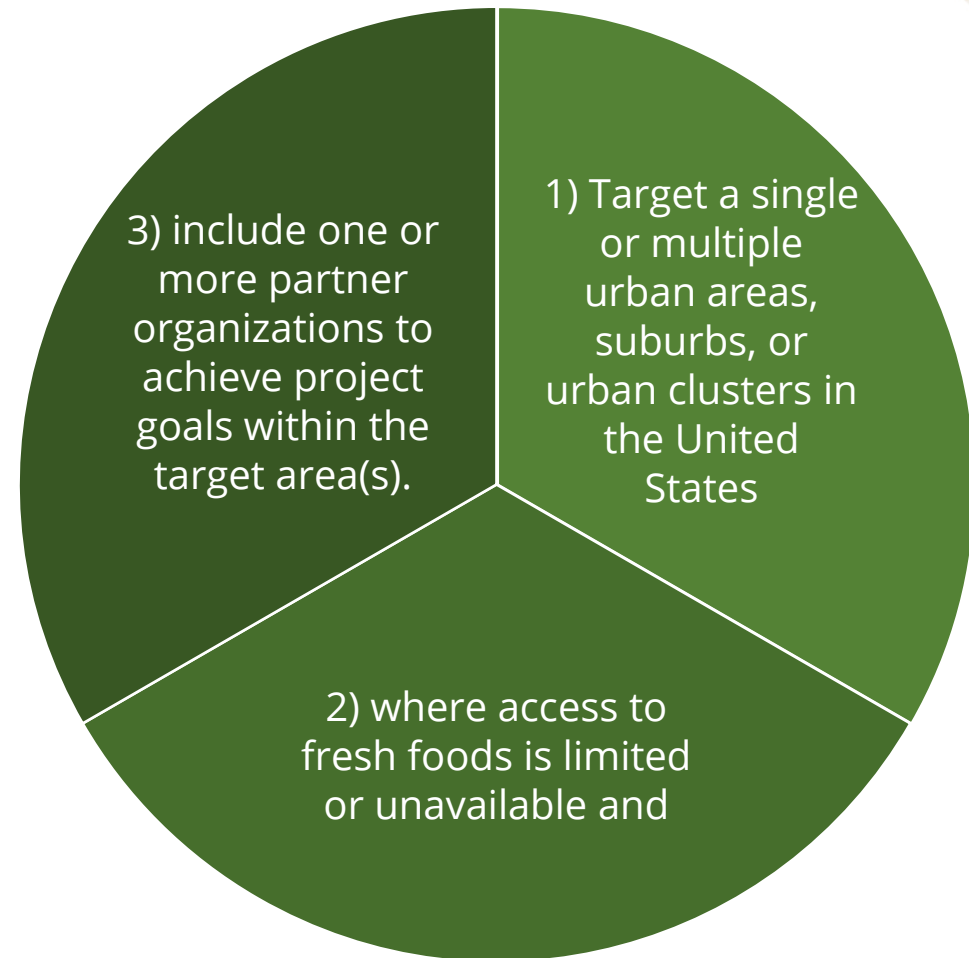 1) Target a single
or multiple
urban areas,
suburbs, or
urban clusters in
the United
States
2) where access to
fresh foods is limited
or unavailable and
3) include one or
more partner
organizations to
achieve project
goals within the
target area(s).